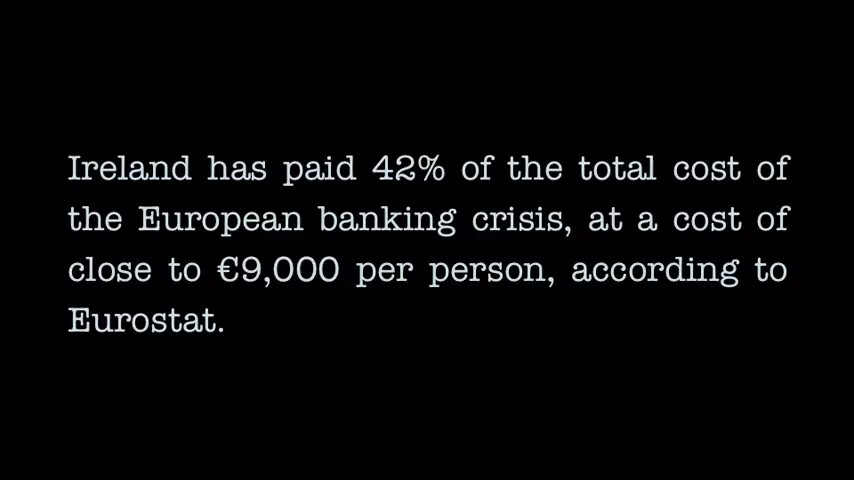 Ireland has paid 42% of the total cost of
the European banking crisis, at a cost of
close to €9,000 per person, according to
Eurostat.